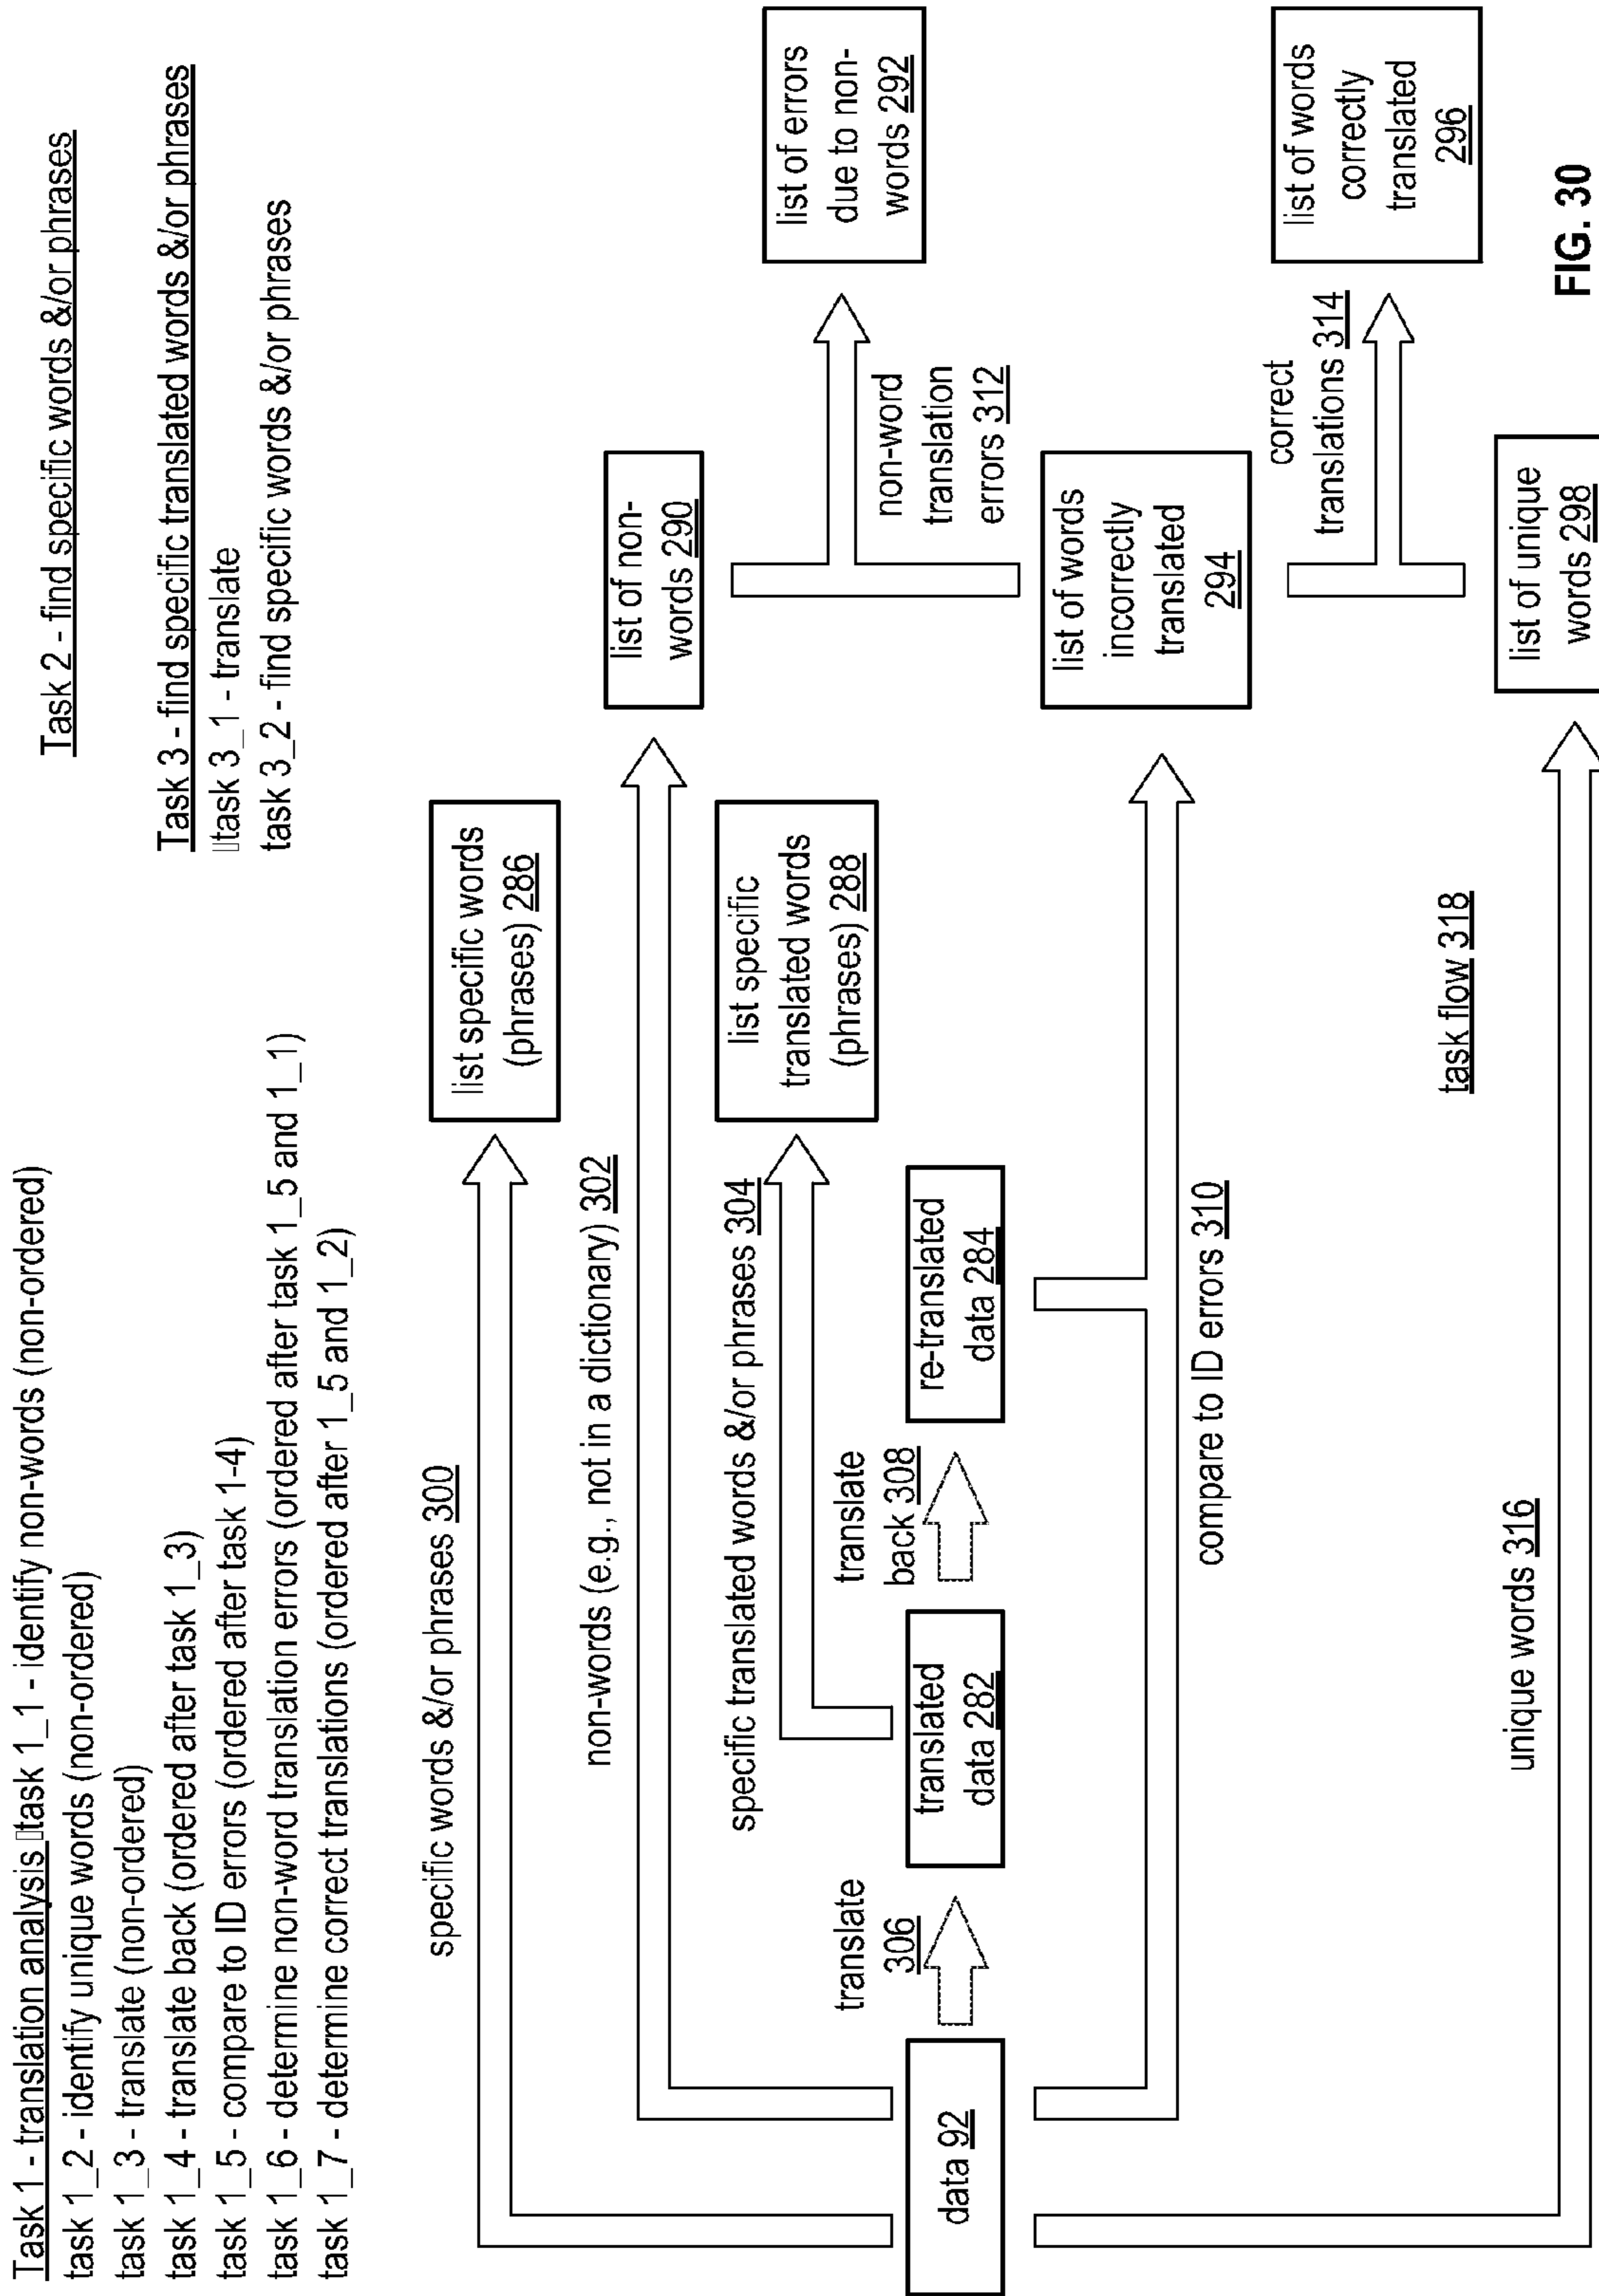 Task 1 - translation analysis ▯task 1_1 - identify non-words (non-ordered)
task 1_2 - identify unique words (non-ordered)
task 1_3 - translate (non-ordered)
task 1_4 - translate back (ordered after task 1_3)
task 1_5 - compare to ID errors (ordered after task 1-4)
task 1_6 - determine non-word translation errors (ordered after task 1_5 and 1_1)
task 1_7 - determine correct translations (ordered after 1_5 and 1_2)
Task 2 - find specific words &/or phrases
Task 3 - find specific translated words &/or phrases
▯task 3_1 - translate
task 3_2 - find specific words &/or phrases
specific words &/or phrases 300
list specific words
(phrases) 286
non-words (e.g., not in a dictionary) 302
list of non-
words 290
specific translated words &/or phrases 304
list specific
translated words
(phrases) 288
list of errors
due to non-
words 292
non-word
translation
errors 312
data 92
translate
306
translated
data 282
translate
back 308
re-translated
data 284
compare to ID errors 310
list of words
incorrectly
translated
294
correct
translations 314
list of words
correctly
translated
296
unique words 316
task flow 318
list of unique
words 298
FIG. 30